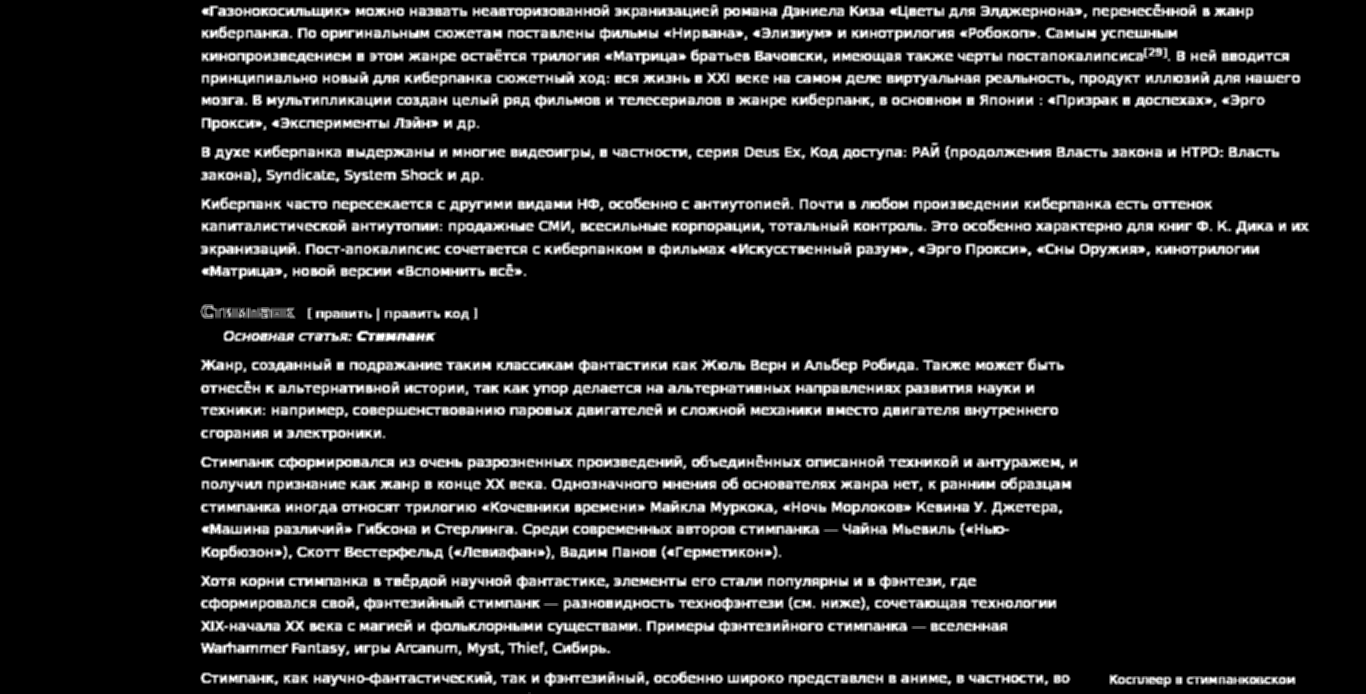 «Газонокосильщик» можно назвать неавторизованной экранизацией романа Дэниела Киза «Цветы для Элджернона», перенесённой в жанр
киберпанка. По оригинальным сюжетам поставлены фильмы «Нирвана», «Элизиум» и кинотрилогия «Робокоп». Самым успешным
кинопроизведением в этом жанре остаётся трилогия «Матрица» братьев Вачовски, имеющая также черты постапокалипсиса[29]. В ней вводится
принципиально новый для киберпанка сюжетный ход: вся жизнь в XXI веке на самом деле виртуальная реальность, продукт иллюзий для нашего
мозга. В мультипликации создан целый ряд фильмов и телесериалов в жанре киберпанк, в основном в Японии : «Призрак в доспехах», «Эрго
Прокси», «Эксперименты Лэйн» и др.
В духе киберпанка выдержаны и многие видеоигры, в частности, серия Deus Ex, Код доступа: РАЙ (продолжения Власть закона и HTPD: Власть
закона), Syndicate, System Shock и др.
Киберпанк часто пересекается с другими видами НФ, особенно с антиутопией. Почти в любом произведении киберпанка есть оттенок
капиталистической антиутопии: продажные СМИ, всесильные корпорации, тотальный контроль. Это особенно характерно для книг Ф. К. Дика и их
экранизаций. Пост-апокалипсис сочетается с киберпанком в фильмах «Искусственный разум», «Эрго Прокси», «Сны Оружия», кинотрилогии
«Матрица», новой версии «Вспомнить всё».
Стимпанк [ править | править код ]
Основная статья: Стимпанк
Жанр, созданный в подражание таким классикам фантастики как Жюль Верн и Альбер Робида. Также может быть
отнесён к альтернативной истории, так как упор делается на альтернативных направлениях развития науки и
техники: например, совершенствованию паровых двигателей и сложной механики вместо двигателя внутреннего
сгорания и электроники.
Стимпанк сформировался из очень разрозненных произведений, объединённых описанной техникой и антуражем, и
получил признание как жанр в конце XX века. Однозначного мнения об основателях жанра нет, к ранним образцам
стимпанка иногда относят трилогию «Кочевники времени» Майкла Муркока, «Ночь Морлоков» Кевина У. Джетера,
«Машина различий» Гибсона и Стерлинга. Среди современных авторов стимпанка — Чайна Мьевиль («Нью-
Корбюзон»), Скотт Вестерфельд («Левиафан»), Вадим Панов («Герметикон»).
Хотя корни стимпанка в твёрдой научной фантастике, элементы его стали популярны и в фэнтези, где
сформировался свой, фэнтезийный стимпанк — разновидность технофэнтези (см. ниже), сочетающая технологии
XIX-начала XX века с магией и фольклорными существами. Примеры фэнтезийного стимпанка — вселенная
Warhammer Fantasy, игры Arcanum, Myst, Thief, Сибирь.
Стимпанк, как научно-фантастический, так и фэнтезийный, особенно широко представлен в аниме, в частности, во
Косплеер в стимпанковской